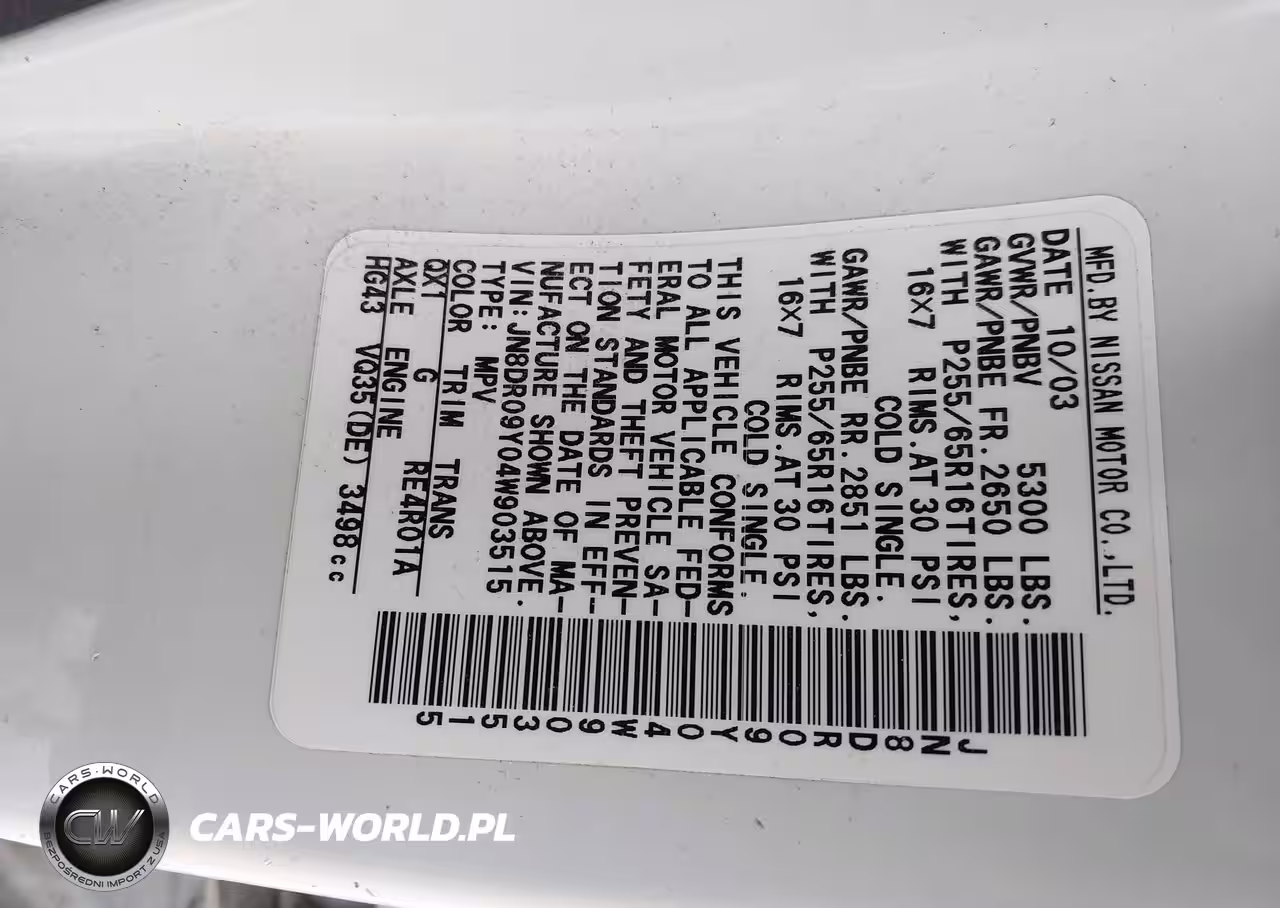 MFD.BY NISSAN MOTOR CO.,LTD.
DATE 10/03
GVWR/PNBV 5300 LBS.
GAWR/PNBE FR.2650 LBS.
WITH P255/65R16TIRES,
16X7 RIMS.AT 30 PSI
COLD SINGLE.
GAWR/PNBE RR.2851 LBS.
WITH P255/65R16TIRES,
16X7 RIMS.AT 30 PSI
COLD SINGLE.
THIS VEHICLE CONFORMS
TO ALL APPLICABLE FED-
ERAL MOTOR VEHICLE SA-
FETY AND THEFT PREVEN-
TION STANDARDS IN EFF-
ECT ON THE DATE OF MA-
NUFACTURE SHOWN ABOVE.
VIN:JN8DR09Y04W903515
TYPE: MPV
COLOR TRIM TRANS
QX1 G RE4R01A
AXLE ENGINE
HG43 VQ35(DE) 3498cc
JN8DR09Y04W903515
CARS-WORLD
CW
BEZPOŚREDNI IMPORT Z USA
CARS-WORLD.PL